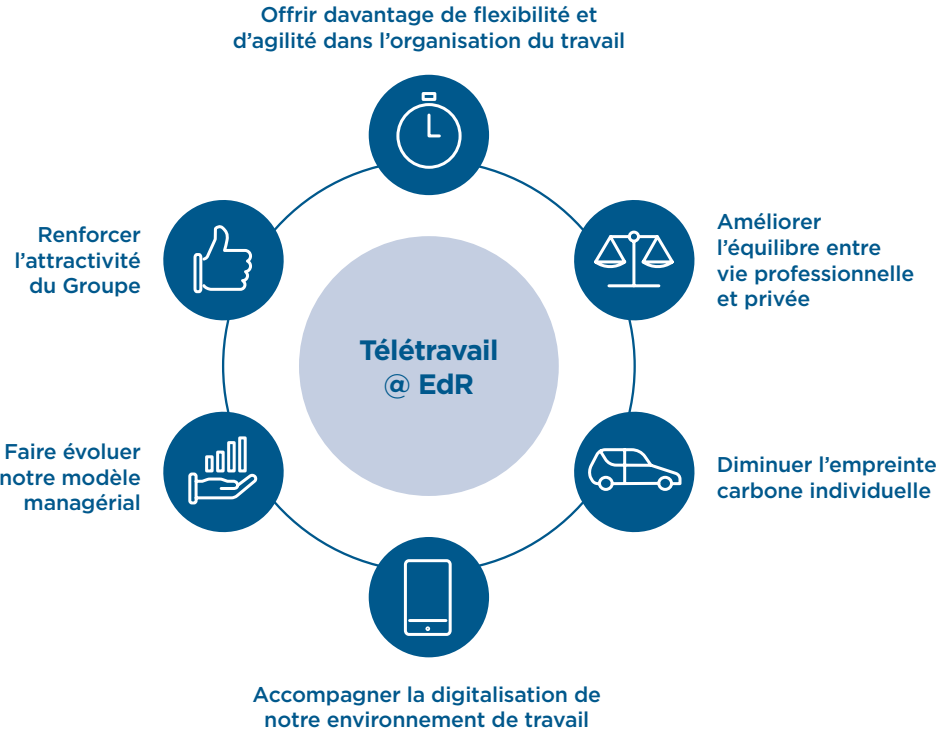 Offrir davantage de flexibilité et
d’agilité dans l’organisation du travail
Améliorer
l’équilibre entre
vie professionnelle
et privée
Diminuer l’empreinte
carbone individuelle
Accompagner la digitalisation de
notre environnement de travail
Faire évoluer
notre modèle
managérial
Renforcer
l’attractivité
du Groupe
Télétravail
@ EdR